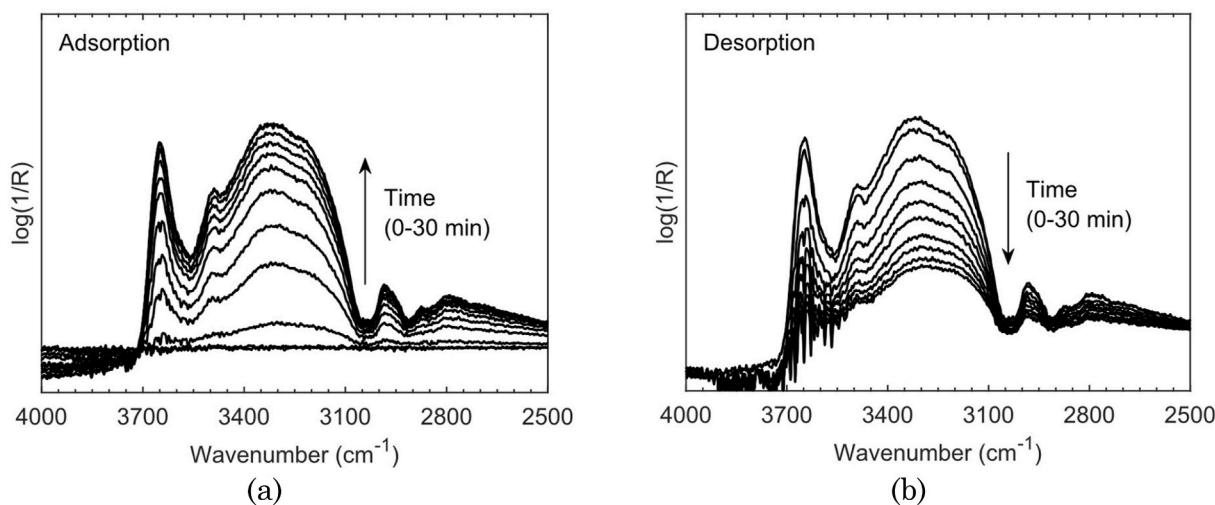 Adsorption
log(1/R)
Time
(0-30 min)
4000 3700 3400 3100 2800 2500
Wavenumber (cm⁻¹)
(a)
Desorption
log(1/R)
Time
(0-30 min)
4000 3700 3400 3100 2800 2500
Wavenumber (cm⁻¹)
(b)